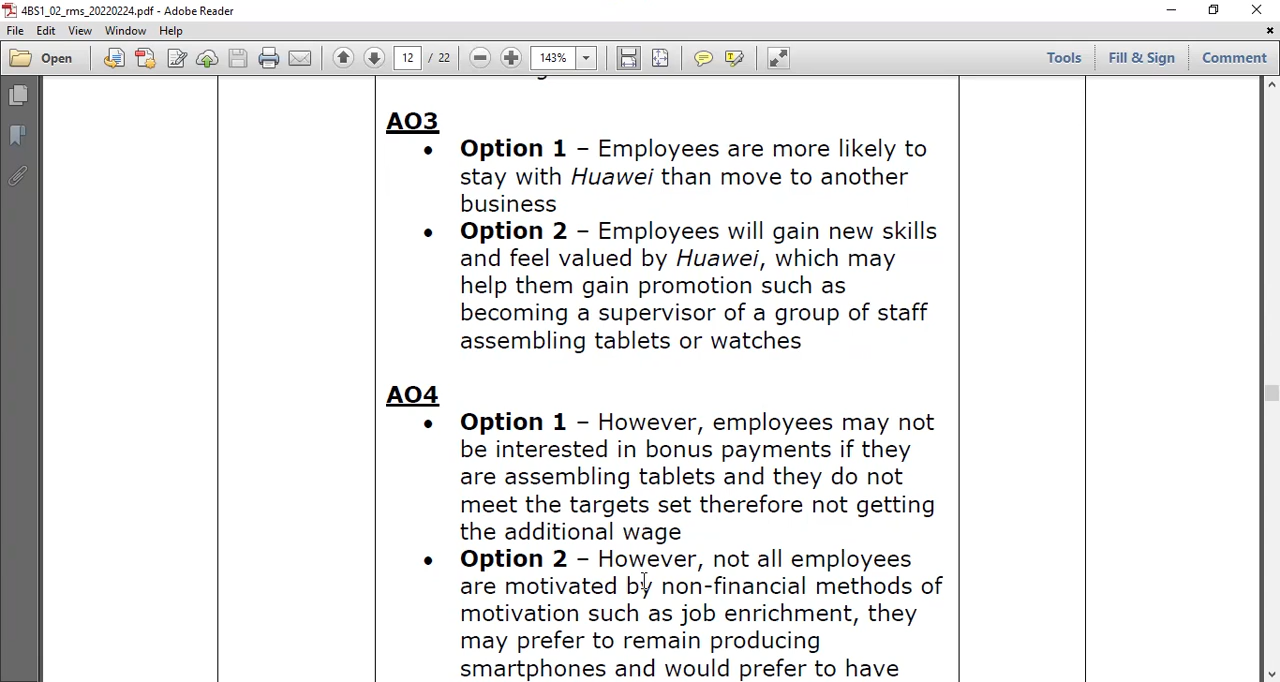 4BS1_02_rms_20220224.pdf - Adobe Reader
File Edit View Window Help
Open 12 / 22 143% Tools Fill & Sign Comment
AO3
• Option 1 – Employees are more likely to
stay with Huawei than move to another
business
• Option 2 – Employees will gain new skills
and feel valued by Huawei, which may
help them gain promotion such as
becoming a supervisor of a group of staff
assembling tablets or watches
AO4
• Option 1 – However, employees may not
be interested in bonus payments if they
are assembling tablets and they do not
meet the targets set therefore not getting
the additional wage
• Option 2 – However, not all employees
are motivated by non-financial methods of
motivation such as job enrichment, they
may prefer to remain producing
smartphones and would prefer to have